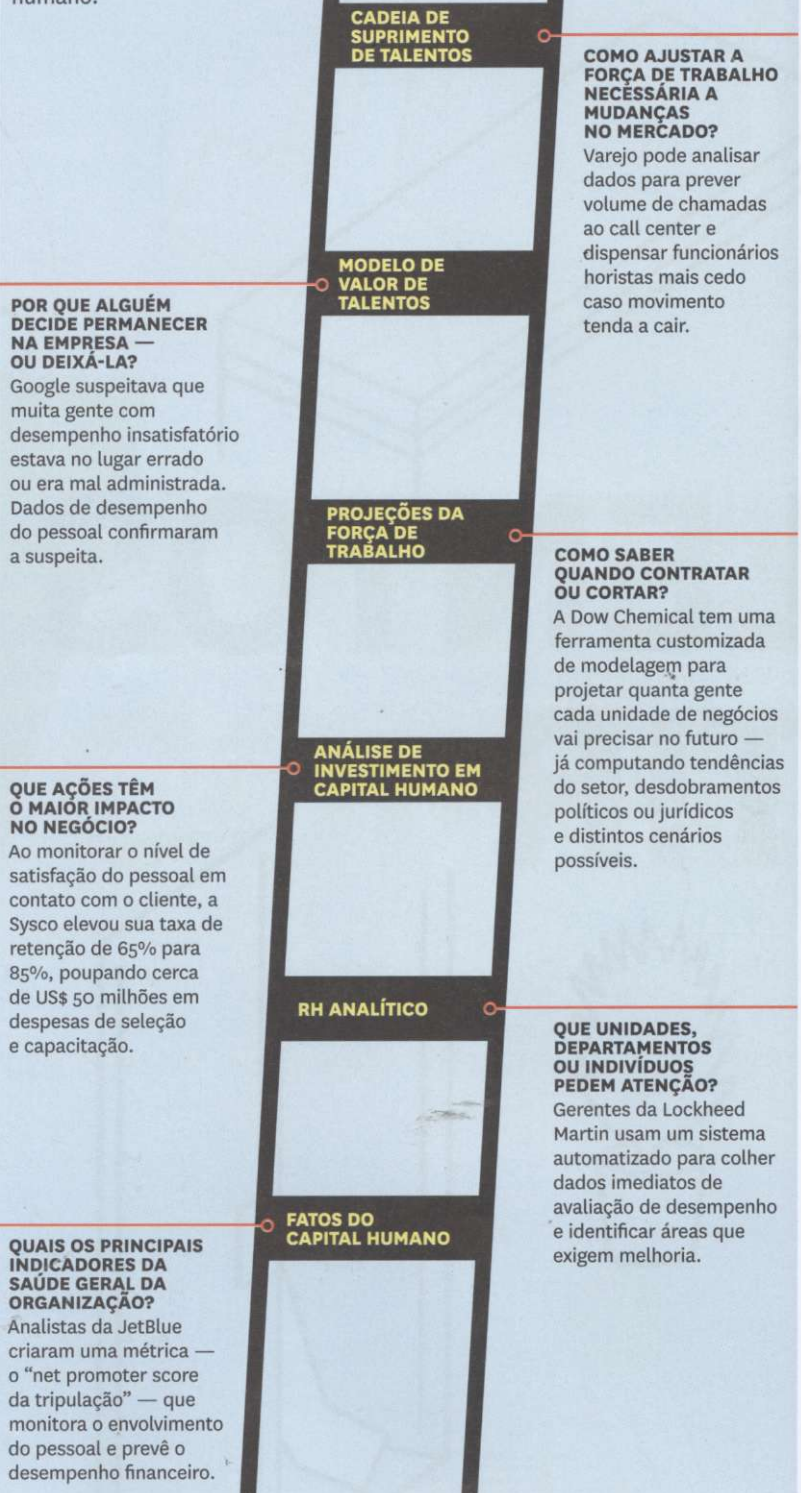 humano.
CADEIA DE
SUPRIMENTO
DE TALENTOS
COMO AJUSTAR A
FORÇA DE TRABALHO
NECESSÁRIA A
MUDANÇAS
NO MERCADO?
Varejo pode analisar
dados para prever
volume de chamadas
ao call center e
dispensar funcionários
horistas mais cedo
caso movimento
tenda a cair.
MODELO DE
VALOR DE
TALENTOS
POR QUE ALGUÉM
DECIDE PERMANECER
NA EMPRESA —
OU DEIXÁ-LA?
Google suspeitava que
muita gente com
desempenho insatisfatório
estava no lugar errado
ou era mal administrada.
Dados de desempenho
do pessoal confirmaram
a suspeita.
PROJEÇÕES DA
FORÇA DE
TRABALHO
COMO SABER
QUANDO CONTRATAR
OU CORTAR?
A Dow Chemical tem uma
ferramenta customizada
de modelagem para
projetar quanta gente
cada unidade de negócios
vai precisar no futuro —
já computando tendências
do setor, desdobramentos
políticos ou jurídicos
e distintos cenários
possíveis.
ANÁLISE DE
INVESTIMENTO EM
CAPITAL HUMANO
QUE AÇÕES TÊM
O MAIOR IMPACTO
NO NEGÓCIO?
Ao monitorar o nível de
satisfação do pessoal em
contato com o cliente, a
Sysco elevou sua taxa de
retenção de 65% para
85%, poupando cerca
de US$ 50 milhões em
despesas de seleção
e capacitação.
RH ANALÍTICO
QUE UNIDADES,
DEPARTAMENTOS
OU INDIVÍDUOS
PEDEM ATENÇÃO?
Gerentes da Lockheed
Martin usam um sistema
automatizado para colher
dados imediatos de
avaliação de desempenho
e identificar áreas que
exigem melhoria.
FATOS DO
CAPITAL HUMANO
QUAIS OS PRINCIPAIS
INDICADORES DA
SAÚDE GERAL DA
ORGANIZAÇÃO?
Analistas da JetBlue
criaram uma métrica —
o “net promoter score
da tripulação” — que
monitora o envolvimento
do pessoal e prevê o
desempenho financeiro.